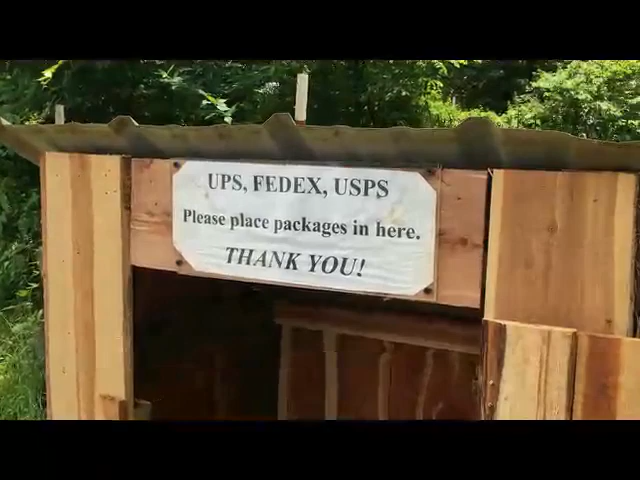 UPS, FEDEX, USPS
Please place packages in here.
THANK YOU!